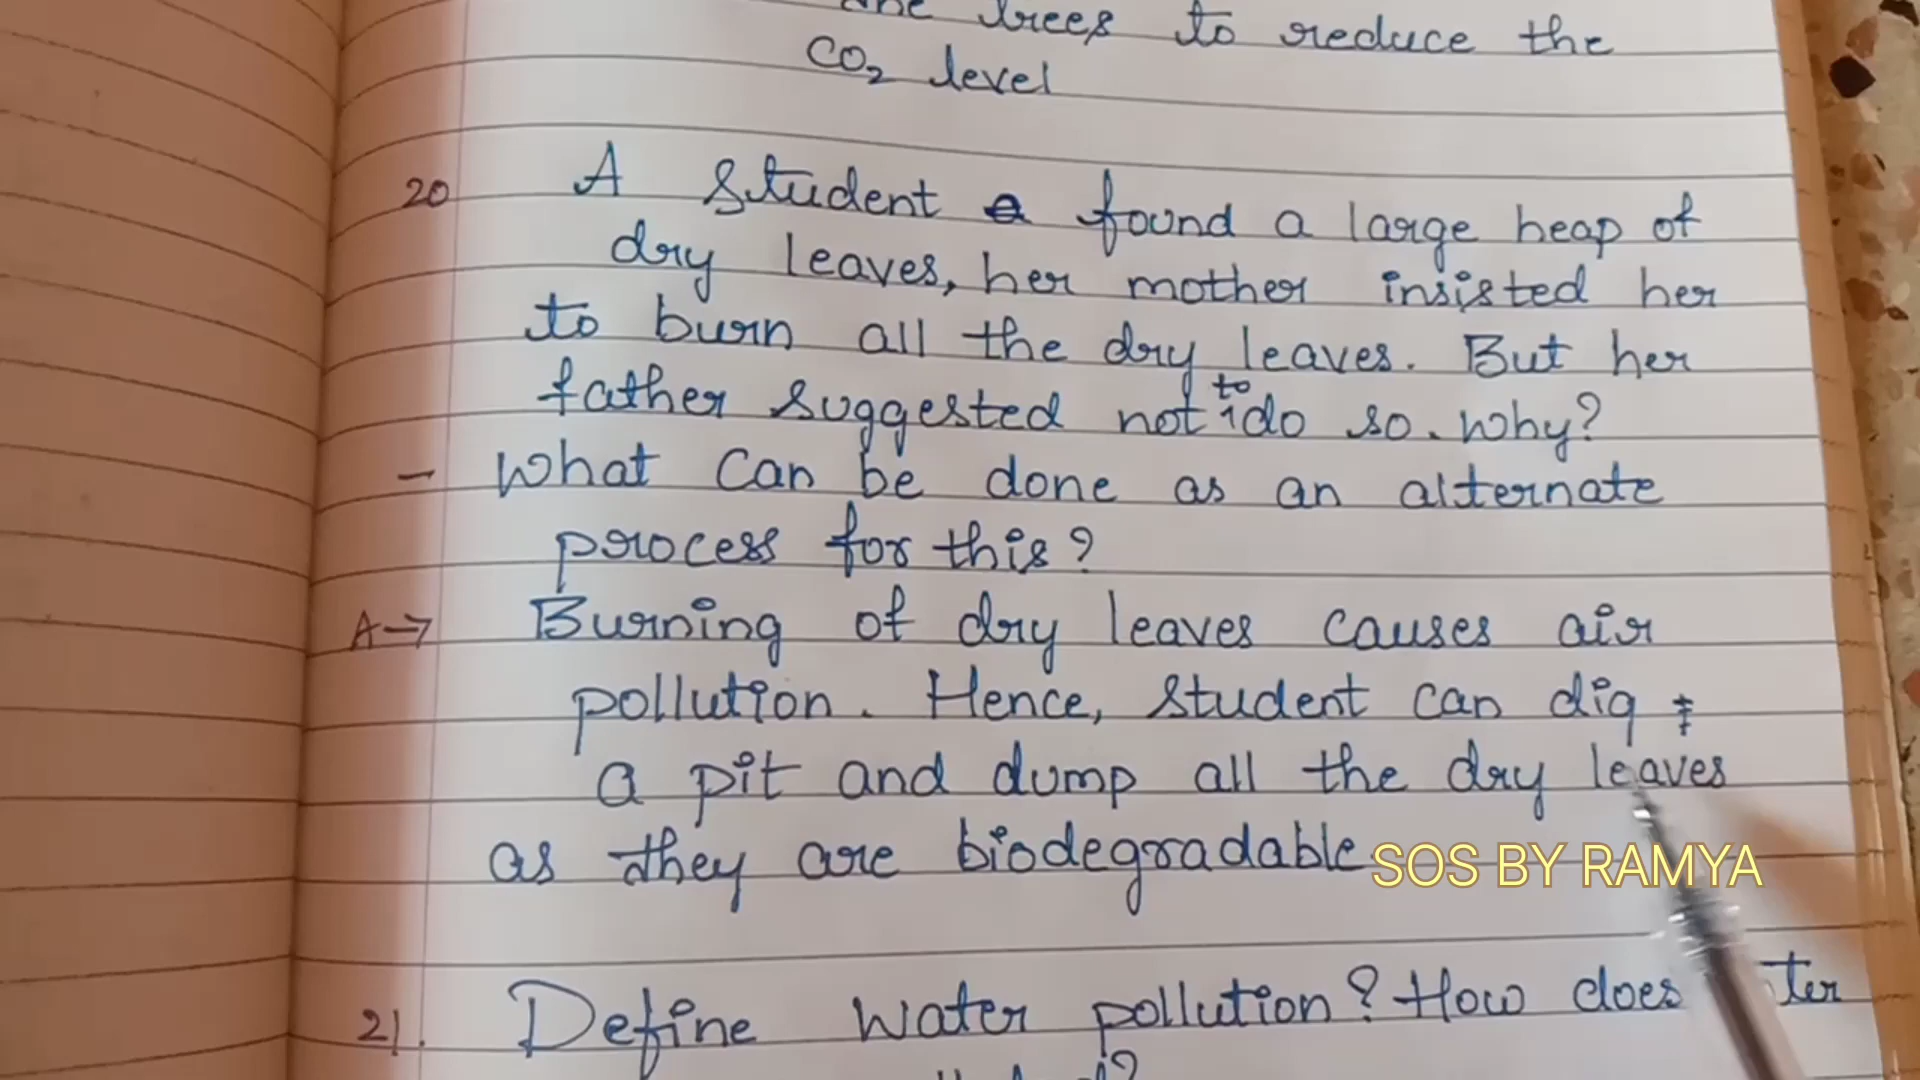 the trees to reduce the
CO₂ level
20 A student a found a large heap of
dry leaves, her mother insisted her
to burn all the dry leaves. But her
father suggested not to do so. why?
- What can be done as an alternate
process for this?
A→ Burning of dry leaves causes air
pollution. Hence, student can dig
a pit and dump all the dry leaves
as they are biodegradable
SOS BY RAMYA
21. Define water pollution? How does